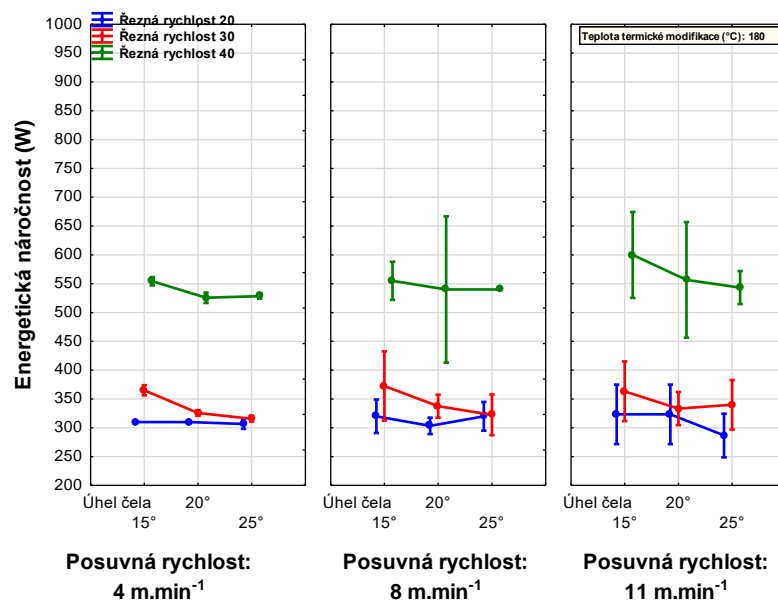 Řezná rychlost 20
Řezná rychlost 30
Řezná rychlost 40
Teplota termické modifikace (°C): 180
Energetická náročnost (W)
1000
950
900
850
800
750
700
650
600
550
500
450
400
350
300
250
200
Úhel čela 20° Úhel čela 20° Úhel čela 20°
15° 25° 15° 25° 15° 25°
Posuvná rychlost: Posuvná rychlost: Posuvná rychlost:
4 m.min⁻¹ 8 m.min⁻¹ 11 m.min⁻¹